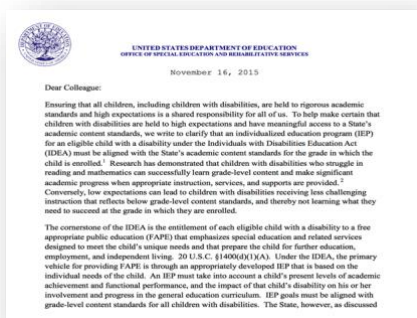 UNITED STATES DEPARTMENT OF EDUCATION
OFFICE OF SPECIAL EDUCATION AND REHABILITATIVE SERVICES
November 16, 2015
Dear Colleague:
Ensuring that all children, including children with disabilities, are held to rigorous academic
standards and high expectations is a shared responsibility for all of us. To help make certain that
children with disabilities are held to high expectations and have meaningful access to a State's
academic content standards, we write to clarify that an individualized education program (IEP)
for an eligible child with a disability under the Individuals with Disabilities Education Act
(IDEA) must be aligned with the State's academic content standards for the grade in which the
child is enrolled.1 Research has demonstrated that children with disabilities who struggle in
reading and mathematics can successfully learn grade-level content and make significant
academic progress when appropriate instruction, services, and supports are provided. 2
Conversely, low expectations can lead to children with disabilities receiving less challenging
instruction that reflects below grade-level content standards, and thereby not learning what they
need to succeed at the grade in which they are enrolled.
The cornerstone of the IDEA is the entitlement of each eligible child with a disability to a free
appropriate public education (FAPE) that emphasizes special education and related services
designed to meet the child's unique needs and that prepare the child for further education,
employment, and independent living. 20 U.S.C. §1400(d)(1)(A). Under the IDEA, the primary
vehicle for providing FAPE is through an appropriately developed IEP that is based on the
individual needs of the child. An IEP must take into account a child's present levels of academic
achievement and functional performance, and the impact of that child's disability on his or her
involvement and progress in the general education curriculum. IEP goals must be aligned with
grade-level content standards for all children with disabilities. The State, however, as discussed